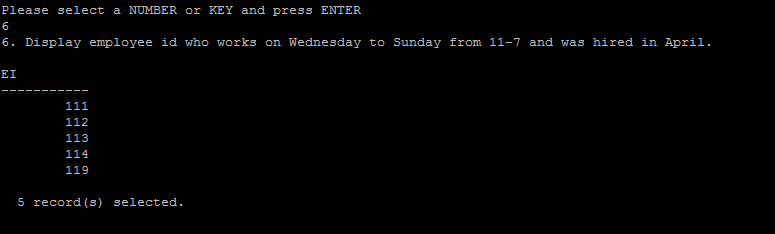 Please select a NUMBER or KEY and press ENTER
6
6. Display employee id who works on Wednesday to Sunday from 11-7 and was hired in April.
EI
-----------
111
112
113
114
119
5 record(s) selected.